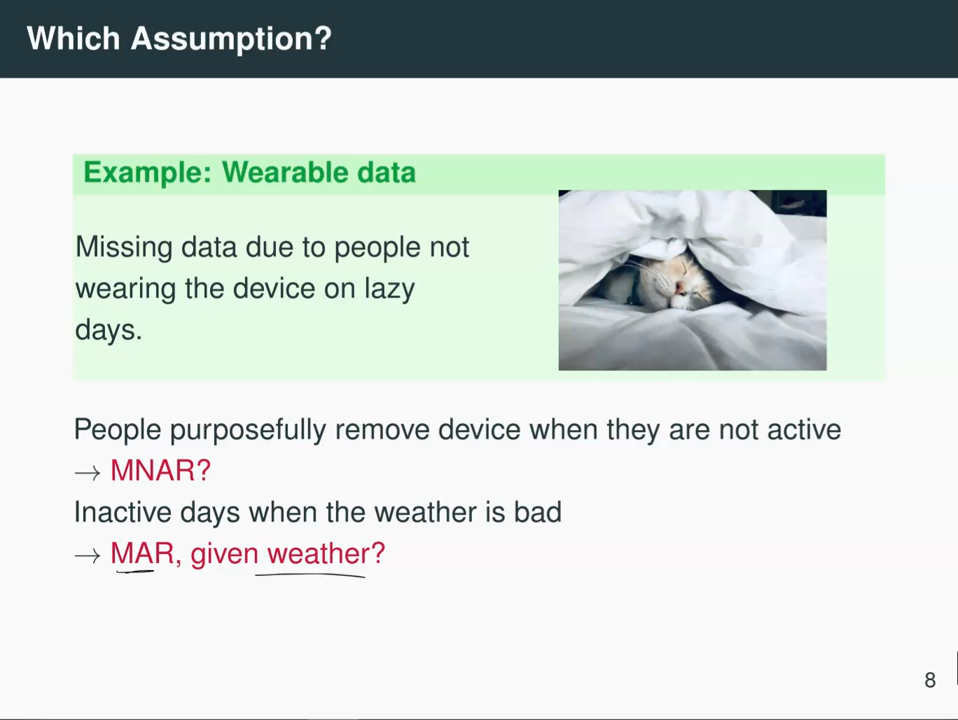 Which Assumption?
Example: Wearable data
Missing data due to people not
wearing the device on lazy
days.
People purposefully remove device when they are not active
→ MNAR?
Inactive days when the weather is bad
→ MAR, given weather?
8